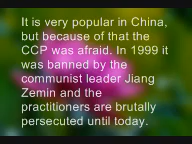 It is very popular in China,
but because of that the
CCP was afraid. In 1999 it
was banned by the
communist leader Jiang
Zemin and the
practitioners are brutally
persecuted until today.